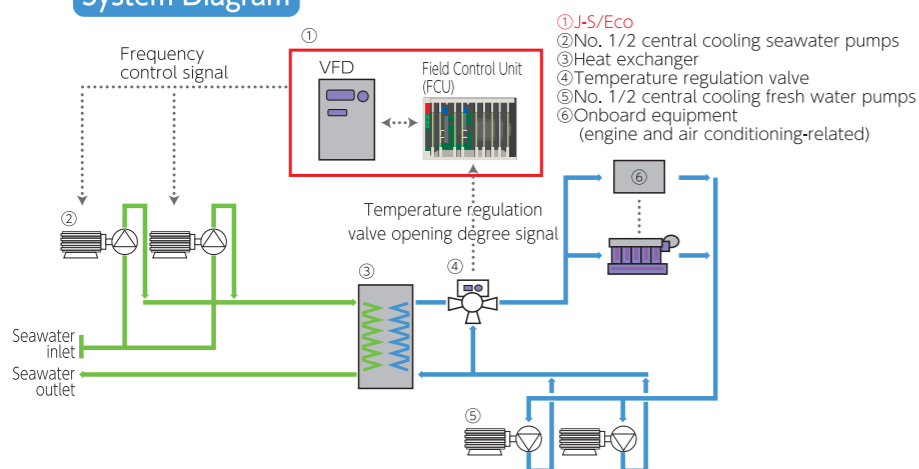 System Diagram
①
VFD
Field Control Unit
(FCU)
Frequency
control signal
①J-S/Eco
②No. 1/2 central cooling seawater pumps
③Heat exchanger
④Temperature regulation valve
⑤No. 1/2 central cooling fresh water pumps
⑥Onboard equipment
(engine and air conditioning-related)
②
⑥
Temperature regulation
valve opening degree signal
③
④
Seawater
inlet
Seawater
outlet
⑤